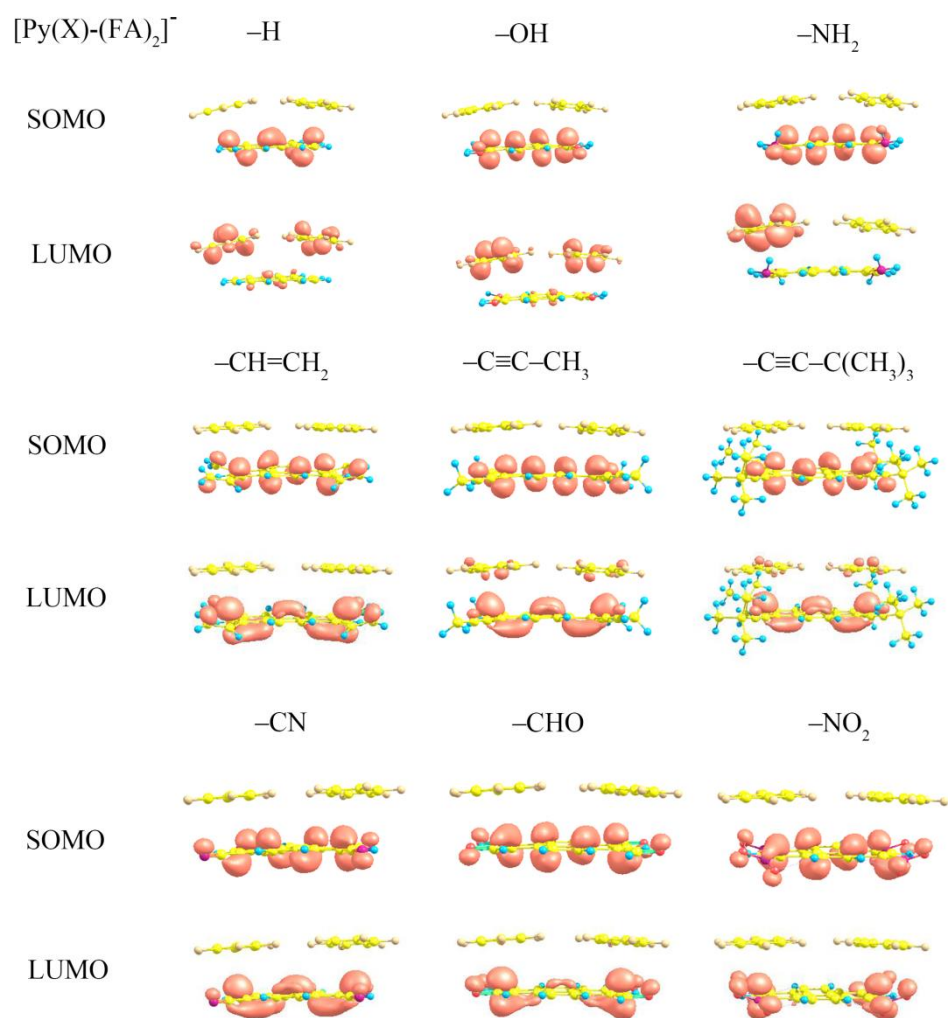 [Py(X)-(FA)₂]⁻ –H –OH –NH₂
SOMO
LUMO
–CH=CH₂ –C≡C–CH₃ –C≡C–C(CH₃)₃
SOMO
LUMO
–CN –CHO –NO₂
SOMO
LUMO